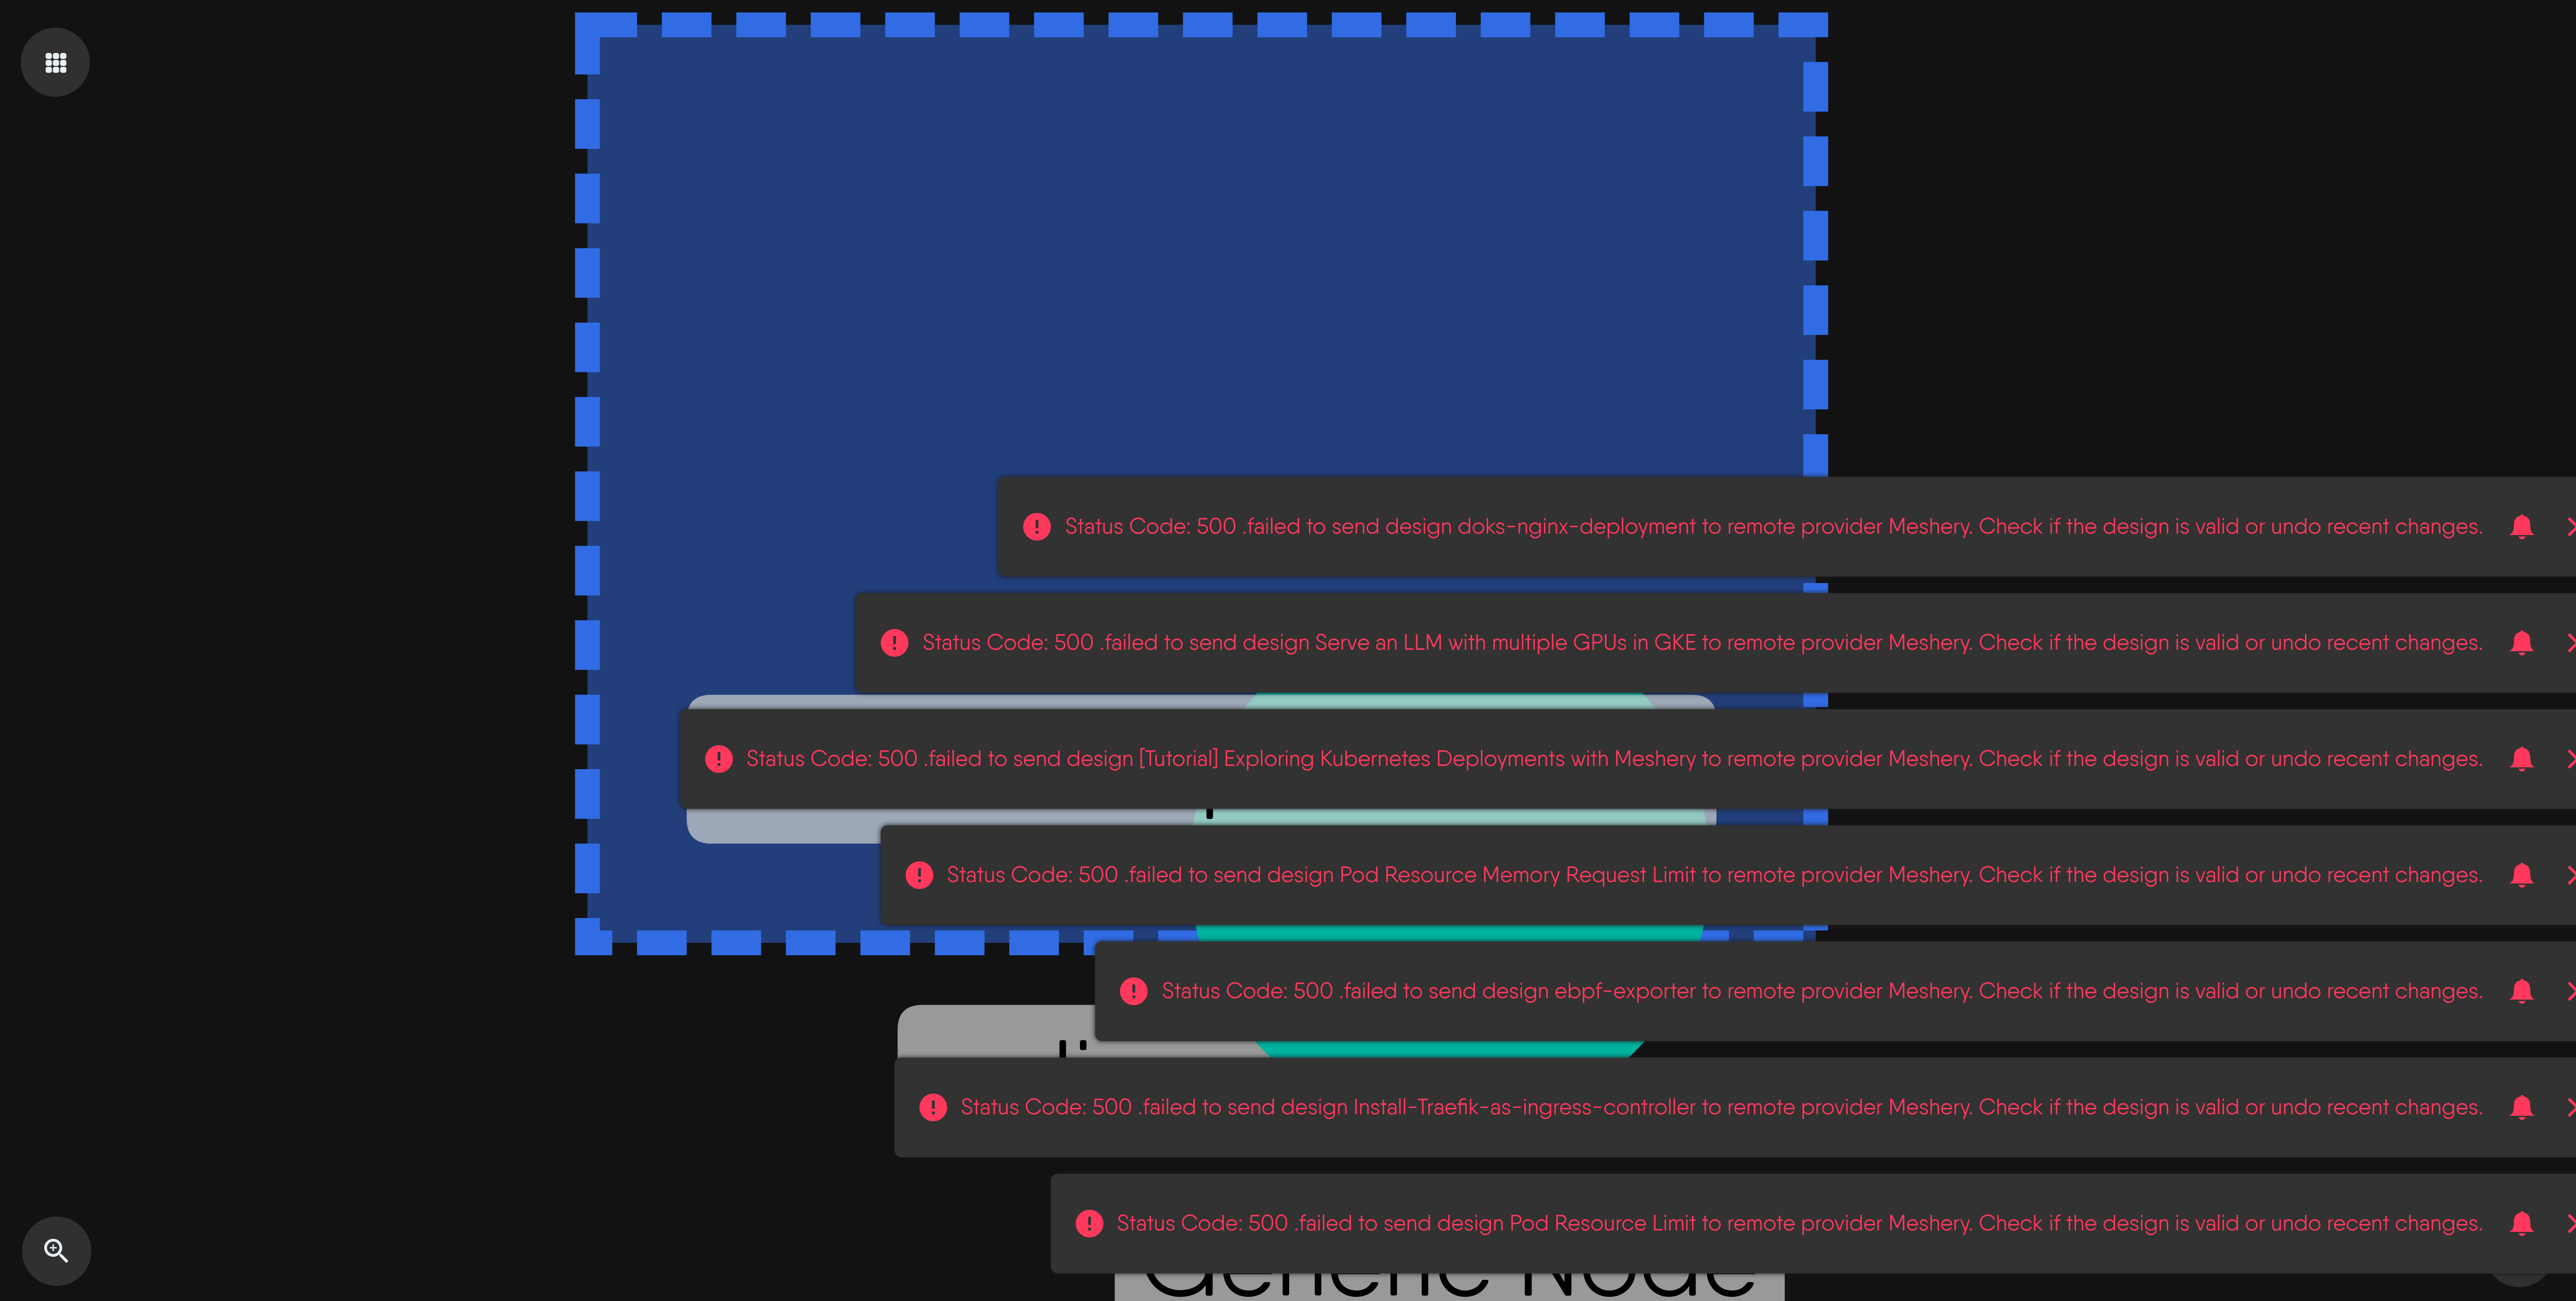 Status Code: 500 .failed to send design doks-nginx-deployment to remote provider Meshery. Check if the design is valid or undo recent changes.
Status Code: 500 .failed to send design Serve an LLM with multiple GPUs in GKE to remote provider Meshery. Check if the design is valid or undo recent changes.
Status Code: 500 .failed to send design [Tutorial] Exploring Kubernetes Deployments with Meshery to remote provider Meshery. Check if the design is valid or undo recent changes.
Status Code: 500 .failed to send design Pod Resource Memory Request Limit to remote provider Meshery. Check if the design is valid or undo recent changes.
Status Code: 500 .failed to send design ebpf-exporter to remote provider Meshery. Check if the design is valid or undo recent changes.
Status Code: 500 .failed to send design Install-Traefik-as-ingress-controller to remote provider Meshery. Check if the design is valid or undo recent changes.
Status Code: 500 .failed to send design Pod Resource Limit to remote provider Meshery. Check if the design is valid or undo recent changes.
Generic Node